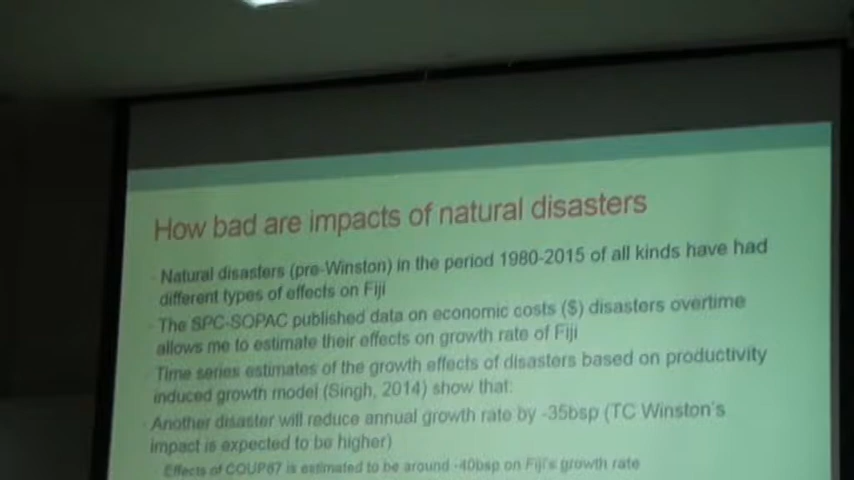 How bad are impacts of natural disasters
Natural disasters (pre-Winston) in the period 1980-2015 of all kinds have had
different types of effects on Fiji
The SPC-SOPAC published data on economic costs ($) disasters overtime
allows me to estimate their effects on growth rate of Fiji
Time series estimates of the growth effects of disasters based on productivity
induced growth model (Singh, 2014) show that:
Another disaster will reduce annual growth rate by -35bsp (TC Winston's
impact is expected to be higher)
Effects of COUP87 is estimated to be around -40bsp on Fiji's growth rate